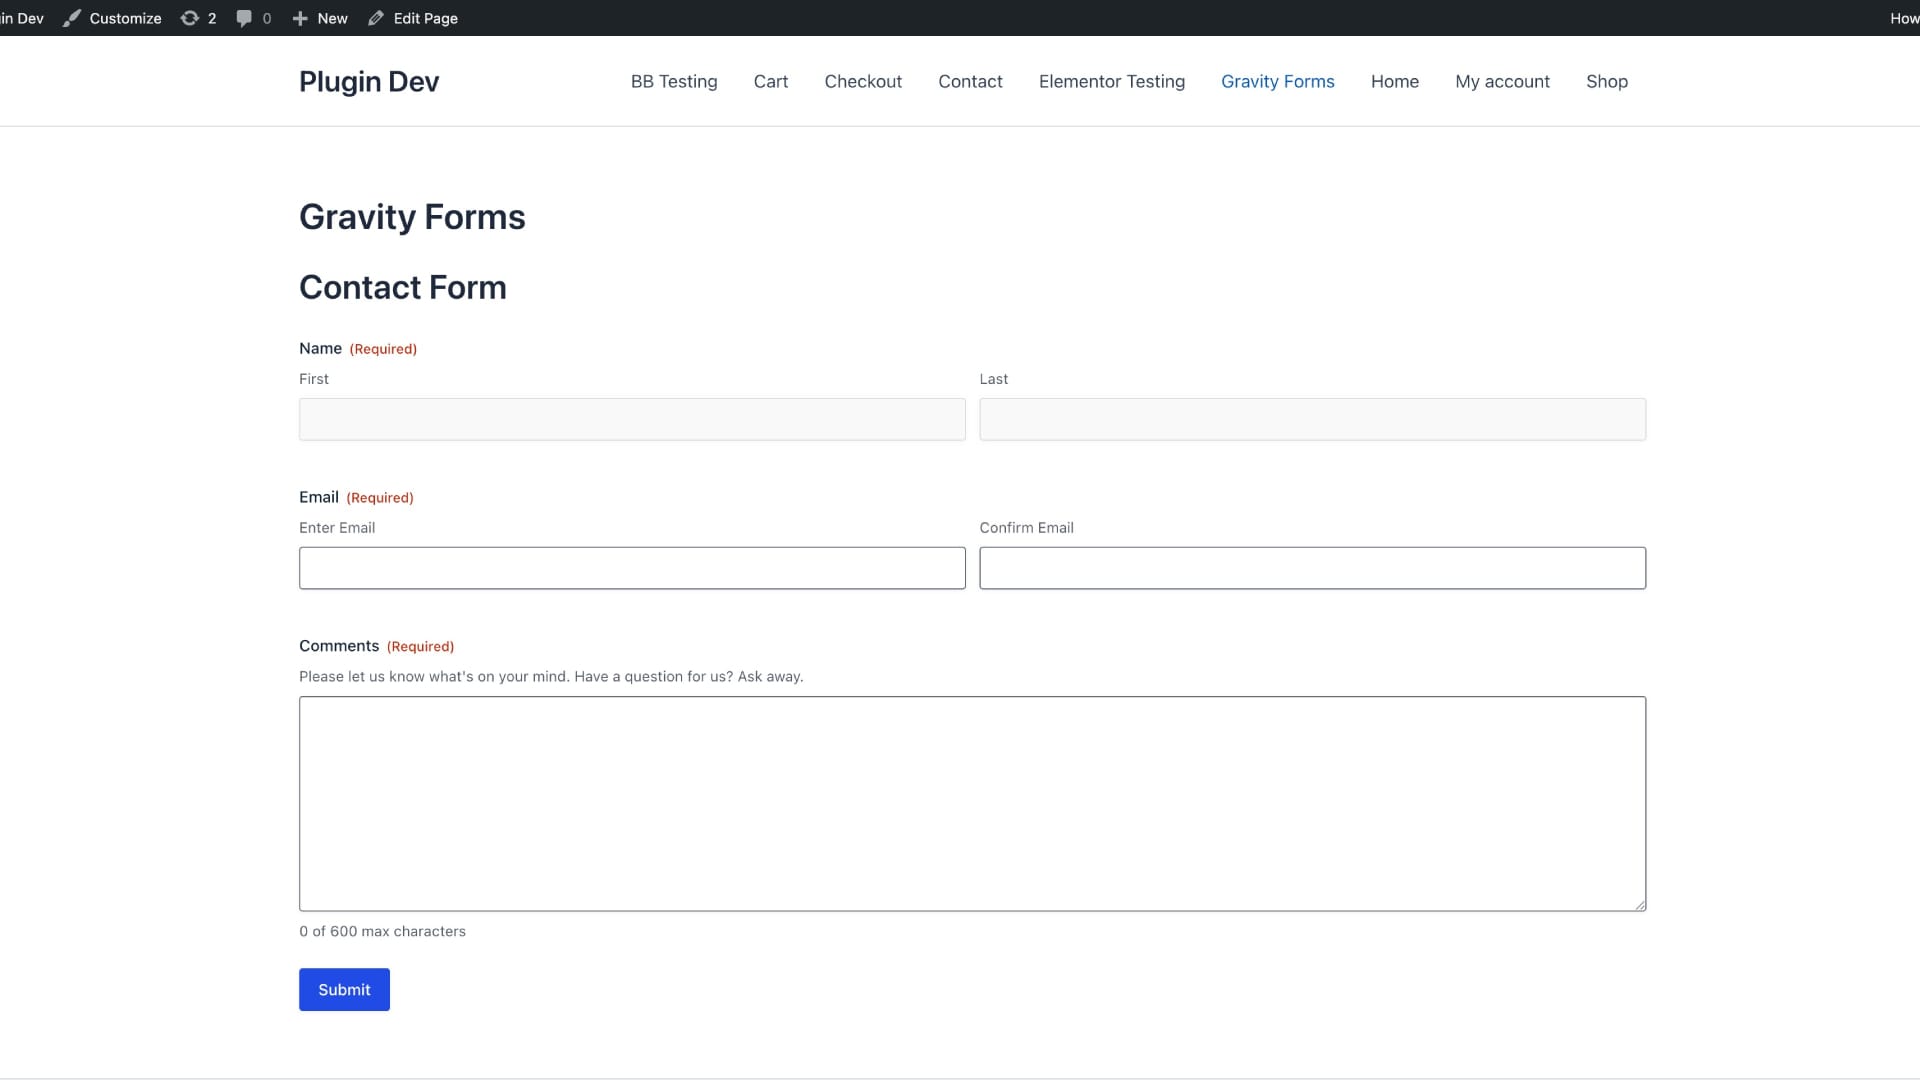 in Dev Customize 2 0 New Edit Page How
Plugin Dev BB Testing Cart Checkout Contact Elementor Testing Gravity Forms Home My account Shop
Gravity Forms
Contact Form
Name (Required)
First Last
Email (Required)
Enter Email Confirm Email
Comments (Required)
Please let us know what's on your mind. Have a question for us? Ask away.
0 of 600 max characters
Submit